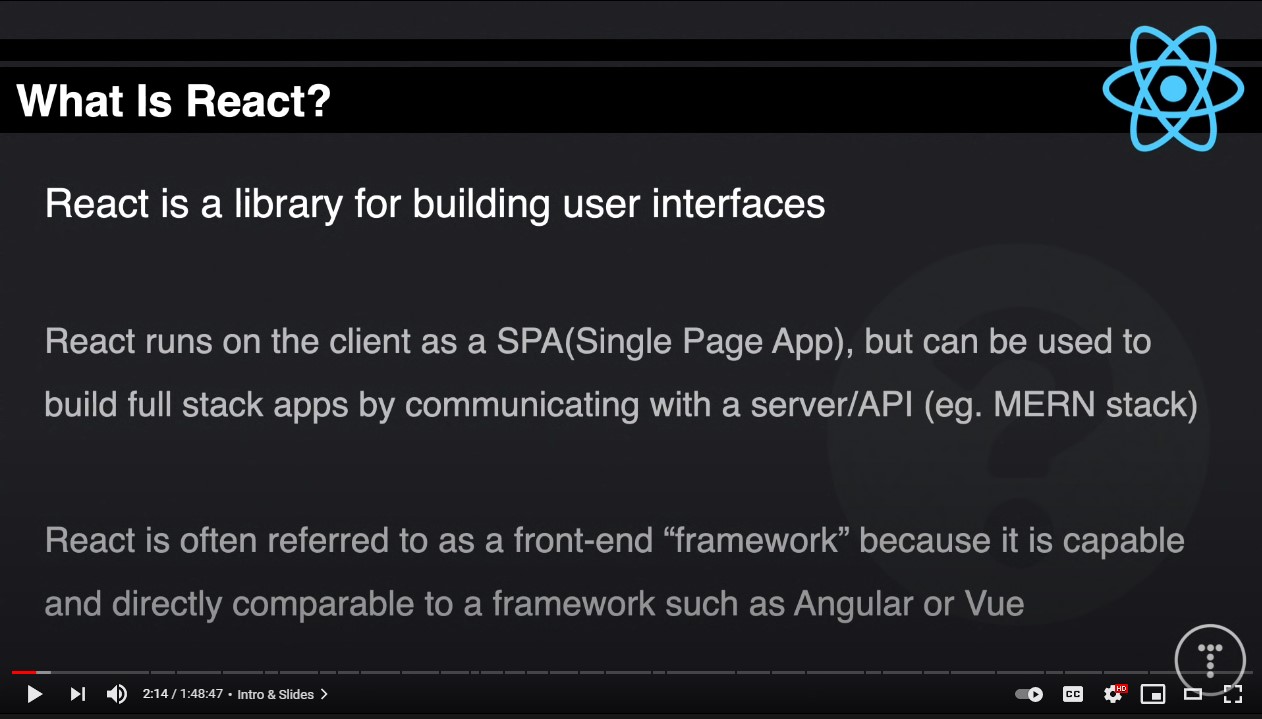 What Is React?
React is a library for building user interfaces
React runs on the client as a SPA(Single Page App), but can be used to
build full stack apps by communicating with a server/API (eg. MERN stack)
React is often referred to as a front-end “framework” because it is capable
and directly comparable to a framework such as Angular or Vue
2:14 / 1:48:47 • Intro & Slides
CC
HD